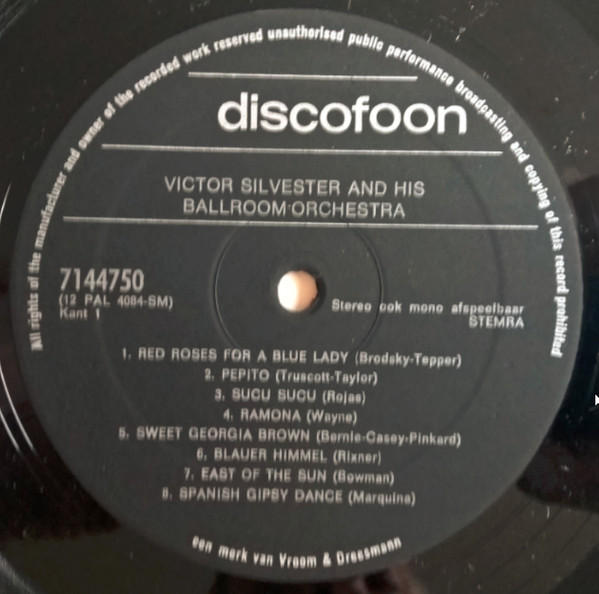 All rights of the manufacturer and owner of the recorded work reserved unauthorised public performance broadcasting and copying of this record prohibited
discofoon
VICTOR SILVESTER AND HIS
BALLROOM-ORCHESTRA
7144750
(12 PAL 4084-SM)
Kant 1
Stereo ook mono afspeelbaar
STEMRA
1. RED ROSES FOR A BLUE LADY (Brodsky-Tepper)
2. PEPITO (Truscott-Taylor)
3. SUCU SUCU (Rojas)
4. RAMONA (Wayne)
5. SWEET GEORGIA BROWN (Bernie-Casey-Pinkard)
6. BLAUER HIMMEL (Rixner)
7. EAST OF THE SUN (Bowman)
8. SPANISH GIPSY DANCE (Marquina)
een merk van Vroom & Dreesmann